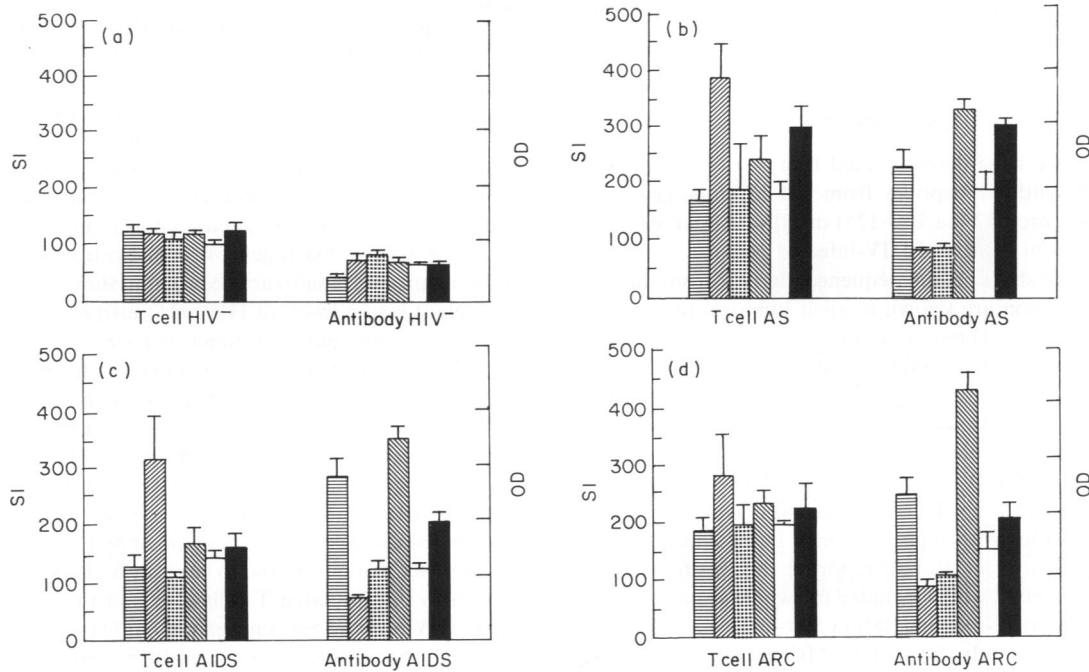 (a)
500
400
300
200
100
0
SI
OD
T cell HIV⁻
Antibody HIV⁻
(b)
500
400
300
200
100
0
SI
OD
T cell AS
Antibody AS
(c)
500
400
300
200
100
0
SI
OD
T cell AIDS
Antibody AIDS
(d)
500
400
300
200
100
0
SI
OD
T cell ARC
Antibody ARC